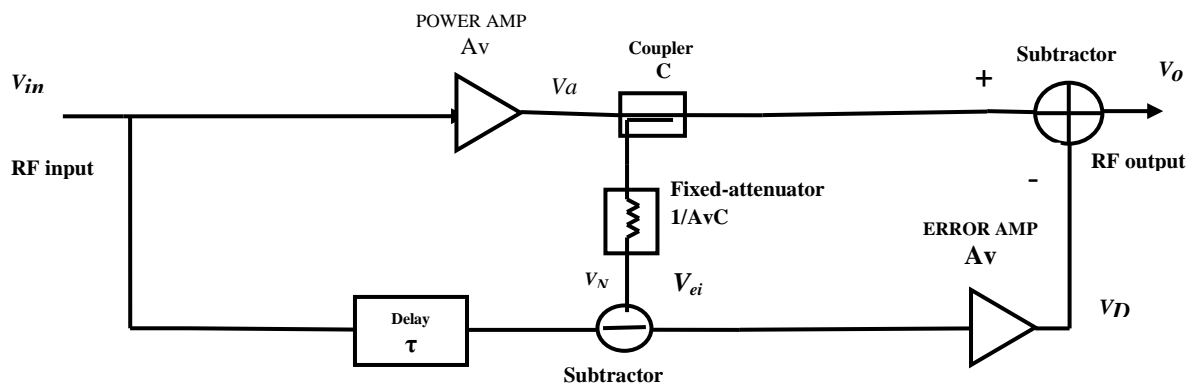 POWER AMP
Av
Coupler
C
Subtractor
Vin
Va
+
Vo
RF input
RF output
-
Fixed-attenuator
1/AvC
ERROR AMP
Av
VN
Vei
Delay
τ
VD
Subtractor